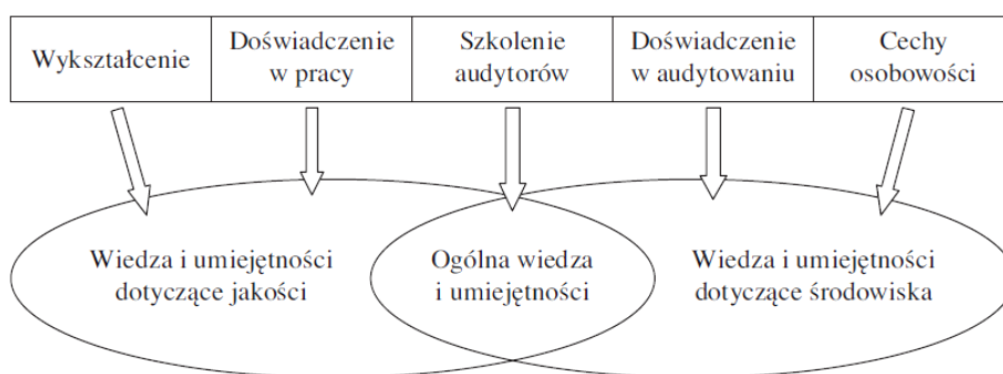 Wykształcenie
Doświadczenie
w pracy
Szkolenie
audytorów
Doświadczenie
w audytowaniu
Cechy
osobowości
Wiedza i umiejętności
dotyczące jakości
Ogólna wiedza
i umiejętności
Wiedza i umiejętności
dotyczące środowiska